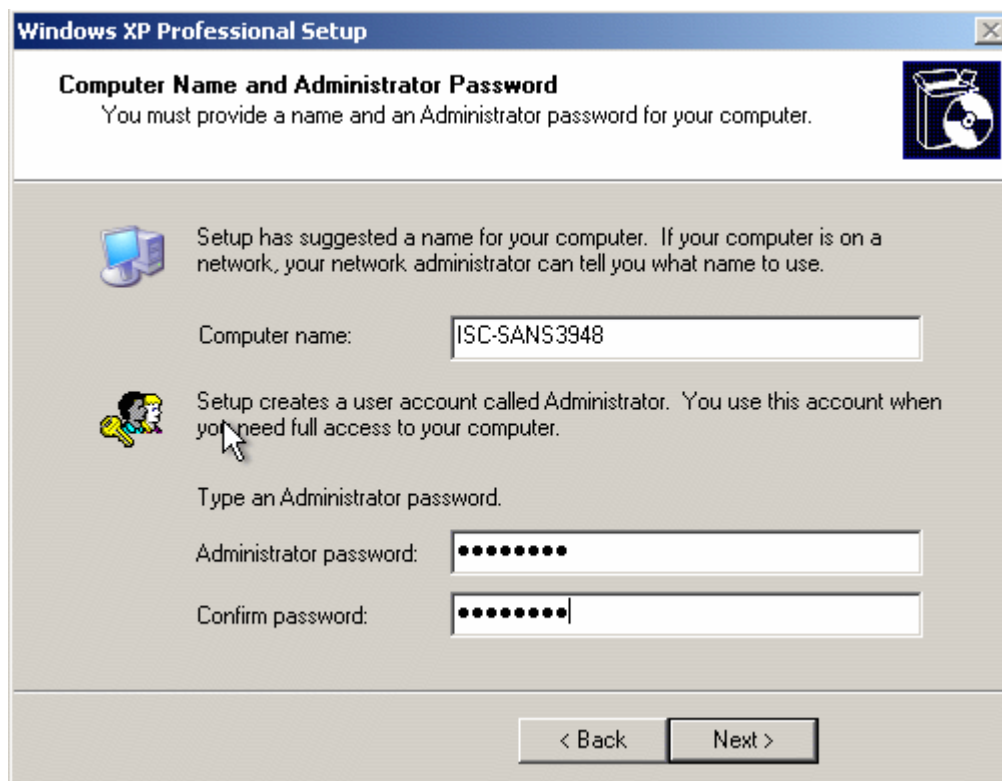 Windows XP Professional Setup
Computer Name and Administrator Password
You must provide a name and an Administrator password for your computer.
Setup has suggested a name for your computer.  If your computer is on a
network, your network administrator can tell you what name to use.
Computer name: ISC-SANS3948
Setup creates a user account called Administrator.  You use this account when
you need full access to your computer.
Type an Administrator password.
Administrator password: ●●●●●●●●
Confirm password: ●●●●●●●●
< Back Next >